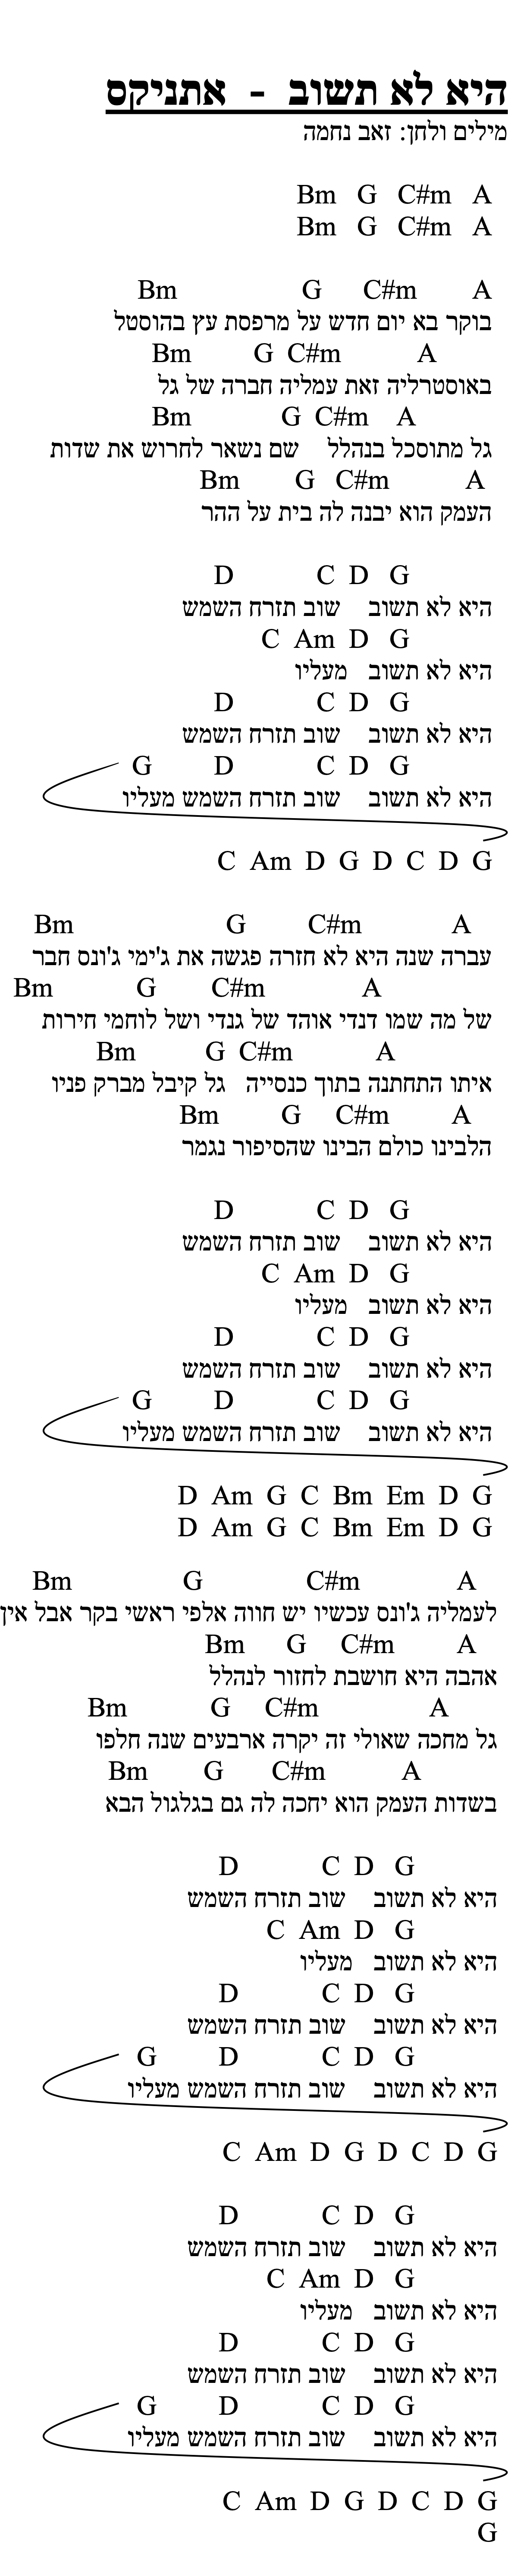 היא לא תשוב - אתניקס
מילים ולחן: זאב נחמה
Bm G C#m A
Bm G C#m A
Bm G C#m A
בוקר בא יום חדש על מרפסת עץ בהוסטל
Bm G C#m A
באוסטרליה זאת עמליה חברה של גל
Bm G C#m A
גל מתוסכל בנהלל שם נשאר לחרוש את שדות
Bm G C#m A
העמק הוא יבנה לה בית על ההר
D C D G
היא לא תשוב שוב תזרח השמש
C Am D G
היא לא תשוב מעליו
D C D G
היא לא תשוב שוב תזרח השמש
G D C D G
היא לא תשוב שוב תזרח השמש מעליו
C Am D G D C D G
Bm G C#m A
עברה שנה היא לא חזרה פגשה את ג'ימי ג'ונס חבר
Bm G C#m A
של מה שמו דנדי אוהד של גנדי ושל לוחמי חירות
Bm G C#m A
איתו התחתנה בתוך כנסייה גל קיבל מברק פניו
Bm G C#m A
הלבינו כולם הבינו שהסיפור נגמר
D C D G
היא לא תשוב שוב תזרח השמש
C Am D G
היא לא תשוב מעליו
D C D G
היא לא תשוב שוב תזרח השמש
G D C D G
היא לא תשוב שוב תזרח השמש מעליו
D Am G C Bm Em D G
D Am G C Bm Em D G
Bm G C#m A
לעמליה ג'ונס עכשיו יש חווה אלפי ראשי בקר אבל אין
Bm G C#m A
אהבה היא חושבת לחזור לנהלל
Bm G C#m A
גל מחכה שאולי זה יקרה ארבעים שנה חלפו
Bm G C#m A
בשדות העמק הוא יחכה לה גם בגלגול הבא
D C D G
היא לא תשוב שוב תזרח השמש
C Am D G
היא לא תשוב מעליו
D C D G
היא לא תשוב שוב תזרח השמש
G D C D G
היא לא תשוב שוב תזרח השמש מעליו
C Am D G D C D G
D C D G
היא לא תשוב שוב תזרח השמש
C Am D G
היא לא תשוב מעליו
D C D G
היא לא תשוב שוב תזרח השמש
G D C D G
היא לא תשוב שוב תזרח השמש מעליו
C Am D G D C D G
G